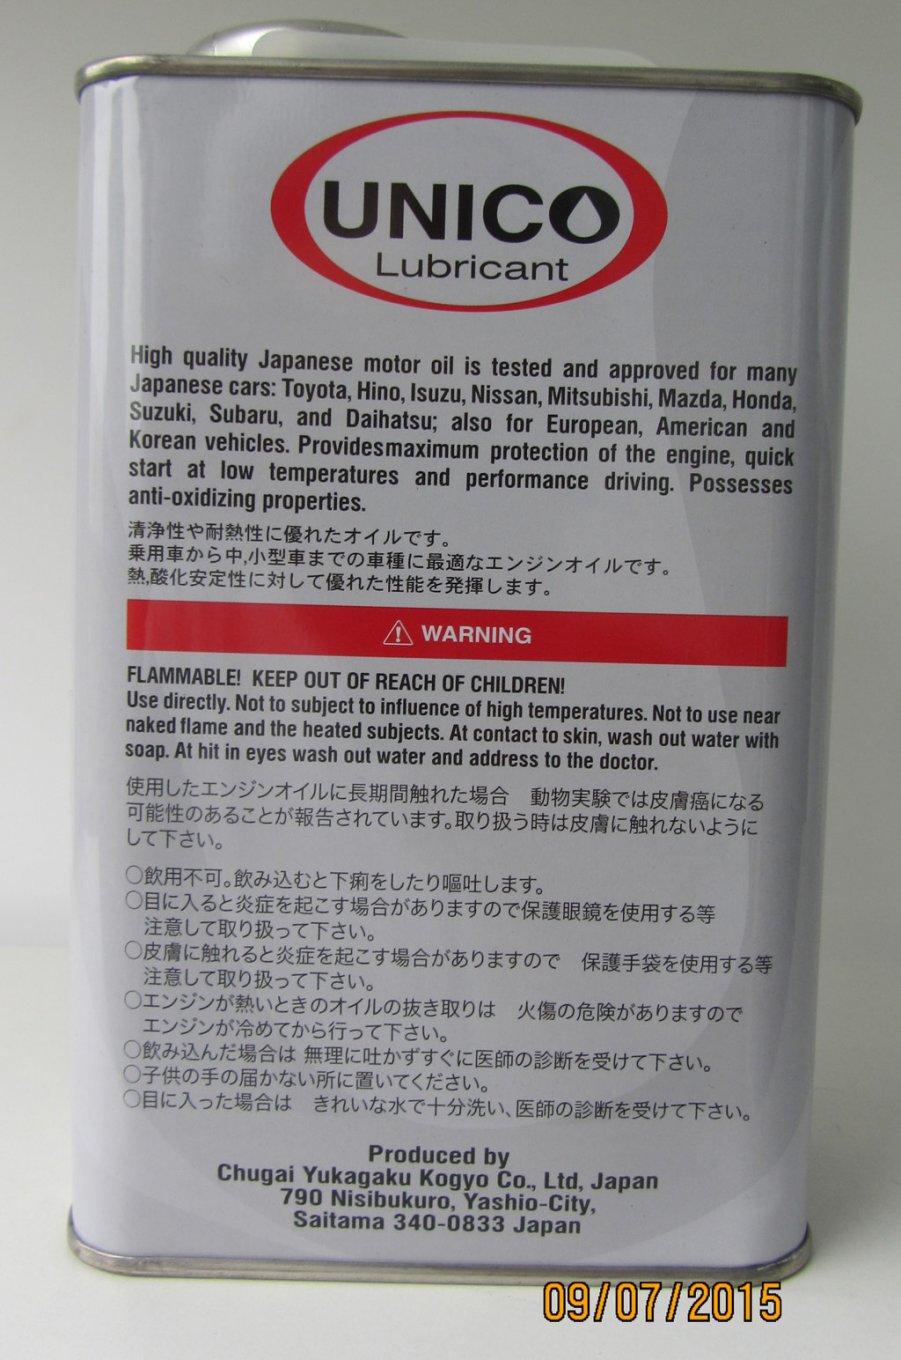 UNICO
Lubricant
High quality Japanese motor oil is tested and approved for many
Japanese cars: Toyota, Hino, Isuzu, Nissan, Mitsubishi, Mazda, Honda,
Suzuki, Subaru, and Daihatsu; also for European, American and
Korean vehicles. Providesmaximum protection of the engine, quick
start at low temperatures and performance driving. Possesses
anti-oxidizing properties.
清浄性や耐熱性に優れたオイルです。
乗用車から中,小型車までの車種に最適なエンジンオイルです。
熱,酸化安定性に対して優れた性能を発揮します。
WARNING
FLAMMABLE! KEEP OUT OF REACH OF CHILDREN!
Use directly. Not to subject to influence of high temperatures. Not to use near
naked flame and the heated subjects. At contact to skin, wash out water with
soap. At hit in eyes wash out water and address to the doctor.
使用したエンジンオイルに長期間触れた場合 動物実験では皮膚癌になる
可能性のあることが報告されています。取り扱う時は皮膚に触れないように
して下さい。
○飲用不可。飲み込むと下痢をしたり嘔吐します。
○目に入ると炎症を起こす場合がありますので保護眼鏡を使用する等
注意して取り扱って下さい。
○皮膚に触れると炎症を起こす場合がありますので 保護手袋を使用する等
注意して取り扱って下さい。
○エンジンが熱いときのオイルの抜き取りは 火傷の危険がありますので
エンジンが冷めてから行って下さい。
○飲み込んだ場合は 無理に吐かずすぐに医師の診断を受けて下さい。
○子供の手の届かない所に置いてください。
○目に入った場合は きれいな水で十分洗い、医師の診断を受けて下さい。
Produced by
Chugai Yukagaku Kogyo Co., Ltd, Japan
790 Nisibukuro, Yashio-City,
Saitama 340-0833 Japan
09/07/2015